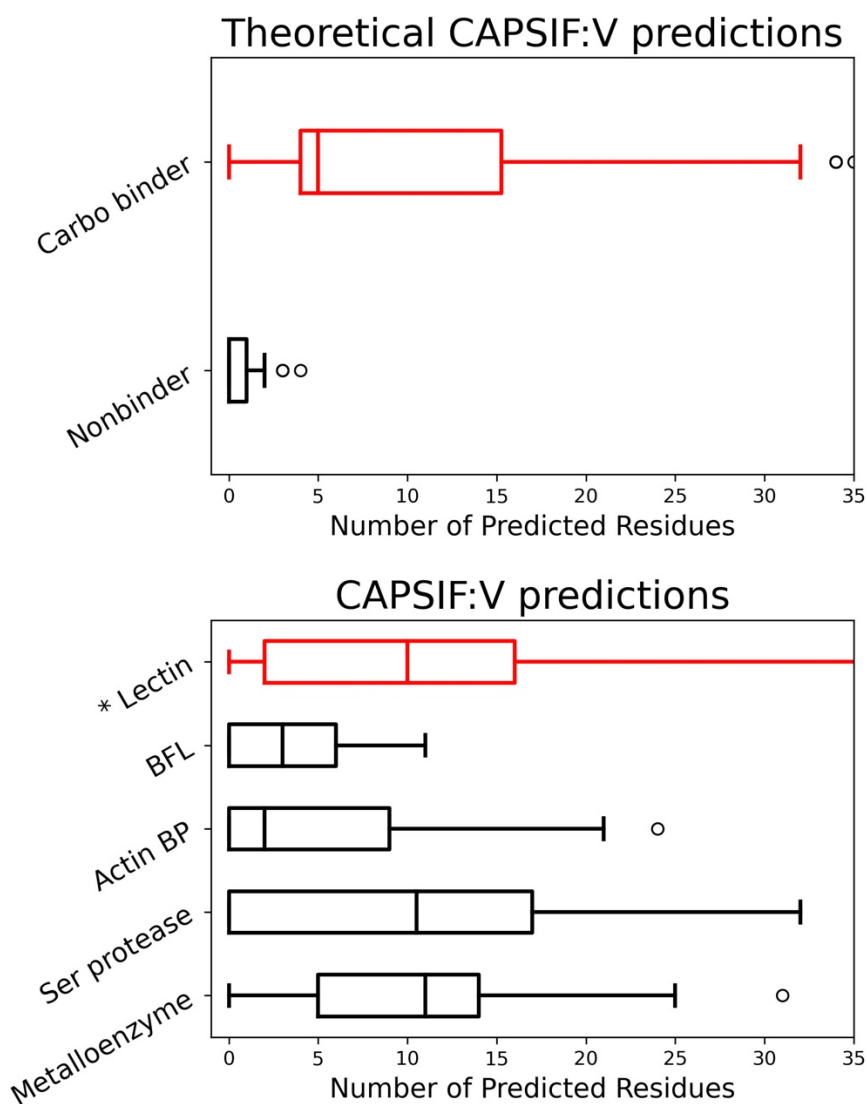 Theoretical CAPSIF:V predictions
Carbo binder
Nonbinder
0 5 10 15 20 25 30 35
Number of Predicted Residues
CAPSIF:V predictions
* Lectin
BFL
Actin BP
Ser protease
Metalloenzyme
0 5 10 15 20 25 30 35
Number of Predicted Residues